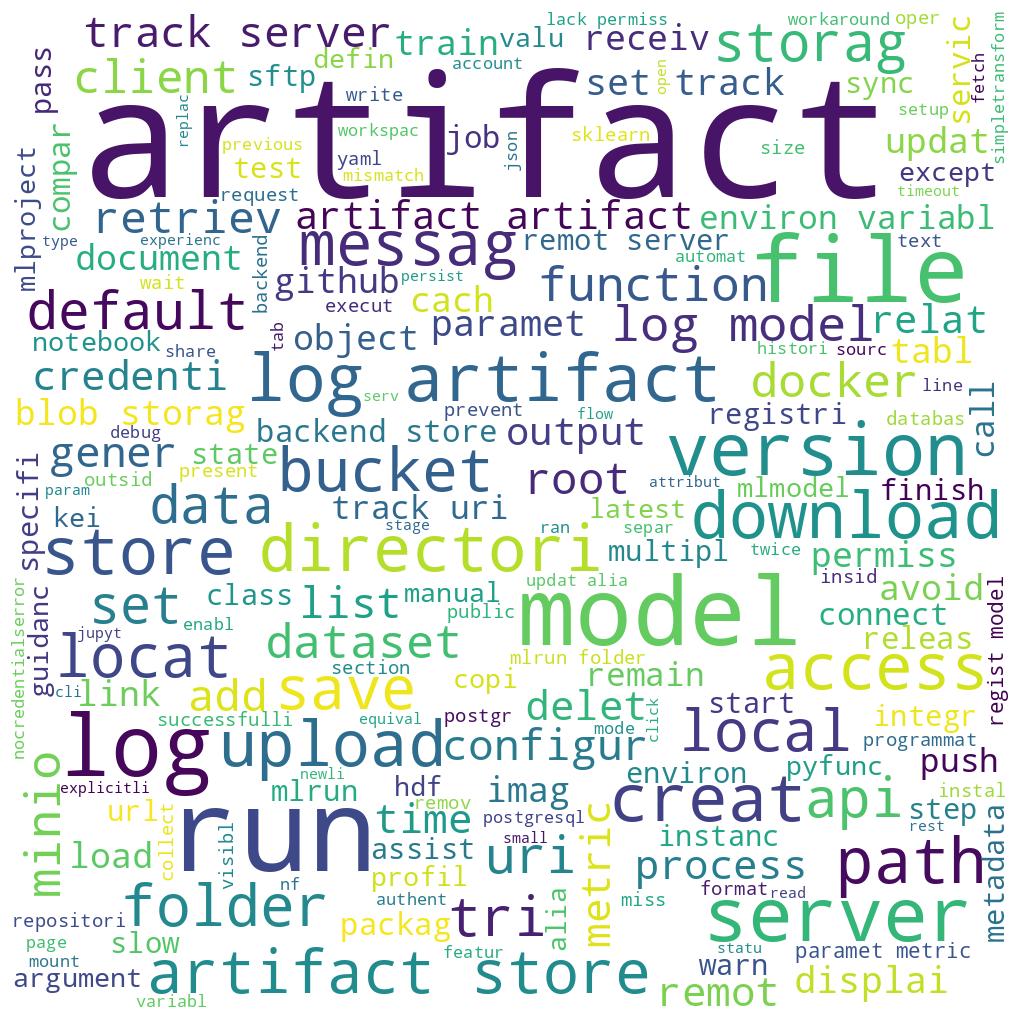 lack permiss
workaround
oper
track server
train
valu
receiv
storag
defin
account
open
servic
fetch
simpletransform
pass
client
sftp
set
track
sync
artifact
write
replac
setup
workspac
previous
job
json
sklearn
size
updat
compar
test
yaml
mismatch
except
timeout
mlproject
request
retriev
artifact artifact
environ variabl
type
experienc
messag
remot server
text
document
backend
automat
file
wait
github
persist
function
default
tab
execut
cach
paramet
log model
relat
notebook
share
object
histori
sourc
tabl
credenti
log artifact
docker
line
serv
blob storag
prevent
flow
registri
databas
call
debug
backend store
output
version
gener
state
bucket
present
outsid
root
attribut
mlmodel
finish
specifi
param
data
track uri
latest
kei
stage
ran
separ
download
store
directori
multipl
twice
permiss
nocredentialserror
updat alia
insid
set
class
list
manual
public
model
avoid
connect
guidanc
jupyt
enabl
dataset
mlrun folder
releas
regist model
locat
section
remain
access
cli
link
add
save
copi
delet
start
integr
successfulli
equival
postgr
mode
click
log
upload
configur
local
programmat
minio
explicitli
newli
mlrun
hdf
imag
environ
pyfunc
push
instal
url
collect
run
time
remov
postgresql
metric
creat
api
step
rest
load
visibl
assist
small
uri
instanc
process
path
metadata
nf
profil
authent
alia
miss
format
read
repositori
folder
packag
tri
server
page
slow
featur
statu
paramet metric
mount
argument
artifact store
warn
displai
variabl
remot